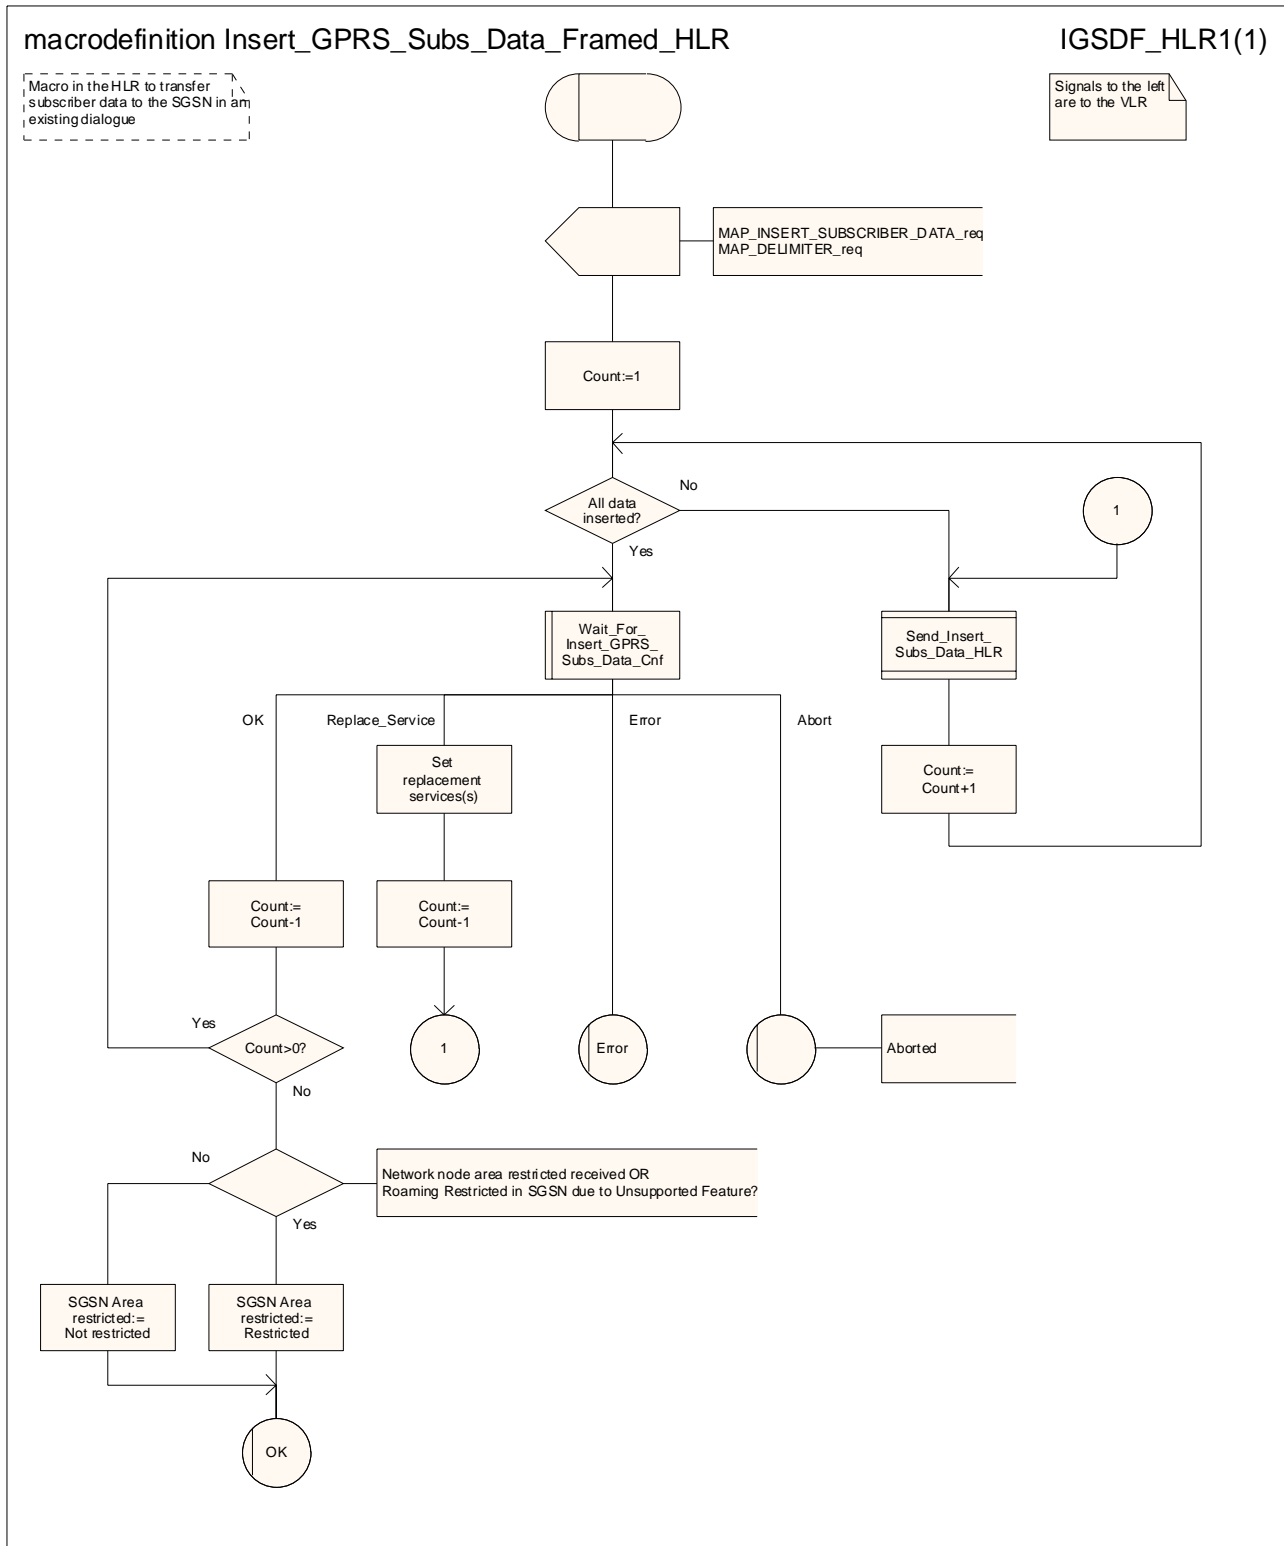 macrodefinition Insert_GPRS_Subs_Data_Framed_HLR
IGSDF_HLR1(1)
Macro in the HLR to transfer
subscriber data to the SGSN in an
existing dialogue
Signals to the left
are to the VLR
MAP_INSERT_SUBSCRIBER_DATA_req
MAP_DELIMITER_req
Count:=1
All data
inserted?
No
1
Yes
Wait_For_
Insert_GPRS_
Subs_Data_Cnf
Send_Insert_
Subs_Data_HLR
OK
Replace_Service
Error
Abort
Set
replacement
services(s)
Count:=
Count+1
Count:=
Count-1
Count:=
Count-1
Yes
Count>0?
1
Error
Aborted
No
No
Network node area restricted received OR
Roaming Restricted in SGSN due to Unsupported Feature?
Yes
SGSN Area
restricted:=
Not restricted
SGSN Area
restricted:=
Restricted
OK